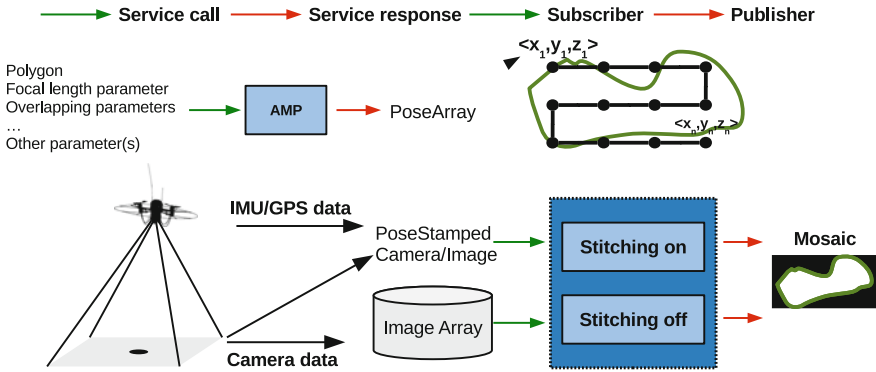 Service call
Service response
Subscriber
Publisher
Polygon
Focal length parameter
Overlapping parameters
...
Other parameter(s)
AMP
PoseArray
<x1,y1,z1>
<xn,yn,zn>
IMU/GPS data
PoseStamped
Camera/Image
Image Array
Camera data
Stitching on
Stitching off
Mosaic